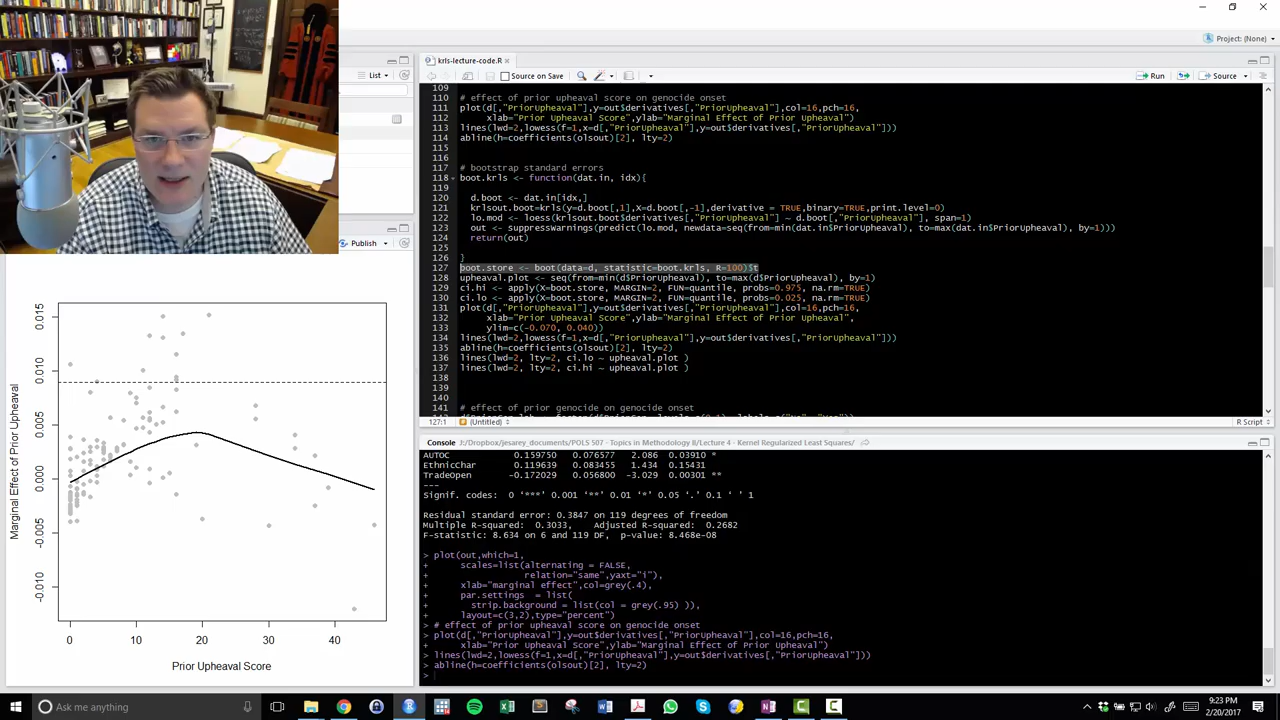 Project: (None)
krls-lecture-code.R
List
Source on Save
Run
Source
109
110 # effect of prior upheaval score on genocide onset
111 plot(d[,"PriorUpheaval"],y=out$derivatives[,"PriorUpheaval"],col=16,pch=16,
112 xlab="Prior Upheaval Score",ylab="Marginal Effect of Prior Upheaval")
113 lines(lwd=2,lowess(f=1,x=d[,"PriorUpheaval"],y=out$derivatives[,"PriorUpheaval"]))
114 abline(h=coefficients(olsout)[2], lty=2)
115
116
117 # bootstrap standard errors
118 boot.krls <- function(dat.in, idx){
119
120 d.boot <- dat.in[idx,]
121 krlsout.boot=krls(y=d.boot[,1],X=d.boot[,-1],derivative = TRUE,binary=TRUE,print.level=0)
122 lo.mod <- loess(krlsout.boot$derivatives[,"PriorUpheaval"] ~ d.boot[,"PriorUpheaval"], span=1)
123 out <- suppressWarnings(predict(lo.mod, newdata=seq(from=min(dat.in$PriorUpheaval), to=max(dat.in$PriorUpheaval), by=1)))
124 return(out)
125
126 }
127 boot.store <- boot(data=d, statistic=boot.krls, R=100)$t
128 upheaval.plot <- seq(from=min(d$PriorUpheaval), to=max(d$PriorUpheaval), by=1)
129 ci.hi <- apply(X=boot.store, MARGIN=2, FUN=quantile, probs=0.975, na.rm=TRUE)
130 ci.lo <- apply(X=boot.store, MARGIN=2, FUN=quantile, probs=0.025, na.rm=TRUE)
131 plot(d[,"PriorUpheaval"],y=out$derivatives[,"PriorUpheaval"],col=16,pch=16,
132 xlab="Prior Upheaval Score",ylab="Marginal Effect of Prior Upheaval",
133 ylim=c(-0.070, 0.040))
134 lines(lwd=2,lowess(f=1,x=d[,"PriorUpheaval"],y=out$derivatives[,"PriorUpheaval"]))
135 abline(h=coefficients(olsout)[2], lty=2)
136 lines(lwd=2, lty=2, ci.lo ~ upheaval.plot )
137 lines(lwd=2, lty=2, ci.hi ~ upheaval.plot )
138
139
140
141 # effect of prior genocide on genocide onset
127:1 (Untitled) R Script
Publish
0.015
0.010
0.005
0.000
-0.005
-0.010
Marginal Effect of Prior Upheaval
0 10 20 30 40
Prior Upheaval Score
Console J:/Dropbox/jesarey_documents/POLS 507 - Topics in Methodology II/Lecture 4 - Kernel Regularized Least Squares/
AUTOC 0.159750 0.076577 2.086 0.03910 *
EthnicChar 0.119639 0.083455 1.434 0.15431
TradeOpen -0.172029 0.056800 -3.029 0.00301 **
---
Signif. codes: 0 ‘***’ 0.001 ‘**’ 0.01 ‘*’ 0.05 ‘.’ 0.1 ‘ ’ 1
Residual standard error: 0.3847 on 119 degrees of freedom
Multiple R-squared: 0.3033, Adjusted R-squared: 0.2682
F-statistic: 8.634 on 6 and 119 DF, p-value: 8.468e-08
> plot(out,which=1,
+ scales=list(alternating = FALSE,
+ relation="same",yaxt="i"),
+ xlab="marginal effect",col=grey(.4),
+ par.settings = list(
+ strip.background = list(col = grey(.95) )),
+ layout=c(3,2),type="percent")
> # effect of prior upheaval score on genocide onset
> plot(d[,"PriorUpheaval"],y=out$derivatives[,"PriorUpheaval"],col=16,pch=16,
+ xlab="Prior Upheaval Score",ylab="Marginal Effect of Prior Upheaval")
> lines(lwd=2,lowess(f=1,x=d[,"PriorUpheaval"],y=out$derivatives[,"PriorUpheaval"]))
> abline(h=coefficients(olsout)[2], lty=2)
>
Ask me anything
9:23 PM
2/20/2017